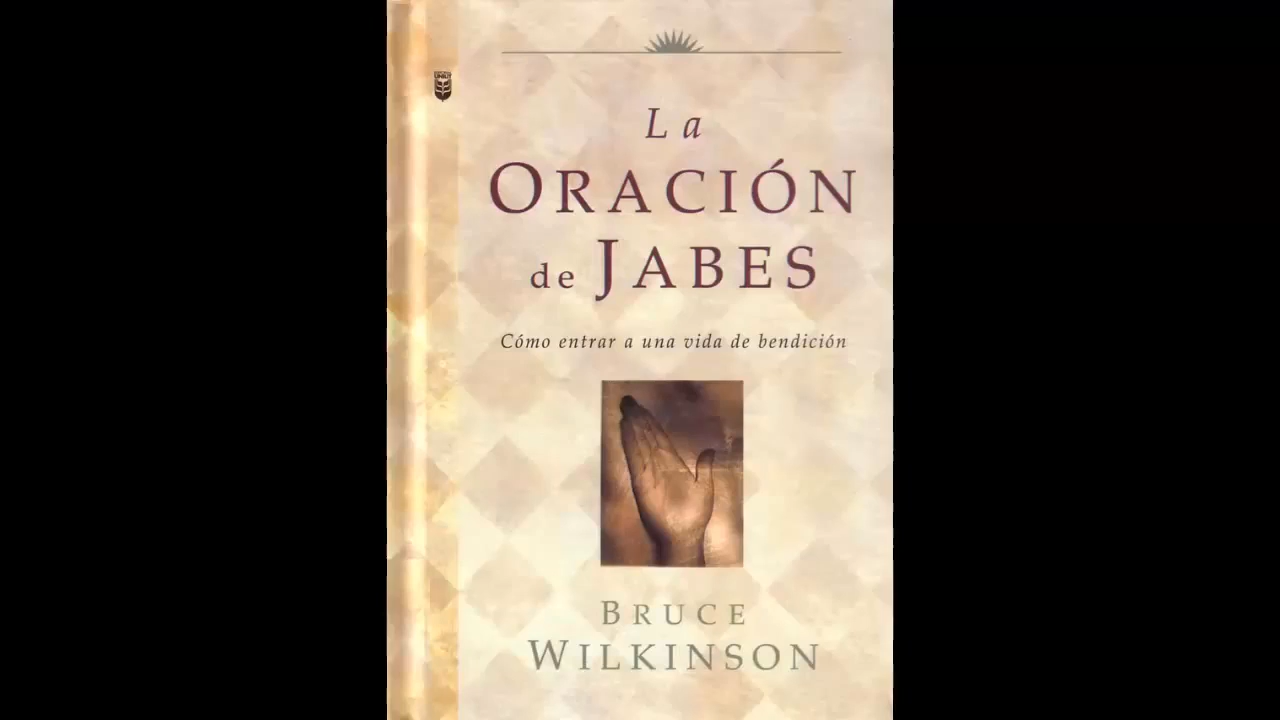 La
ORACIÓN
de JABES
Cómo entrar a una vida de bendición
BRUCE
WILKINSON